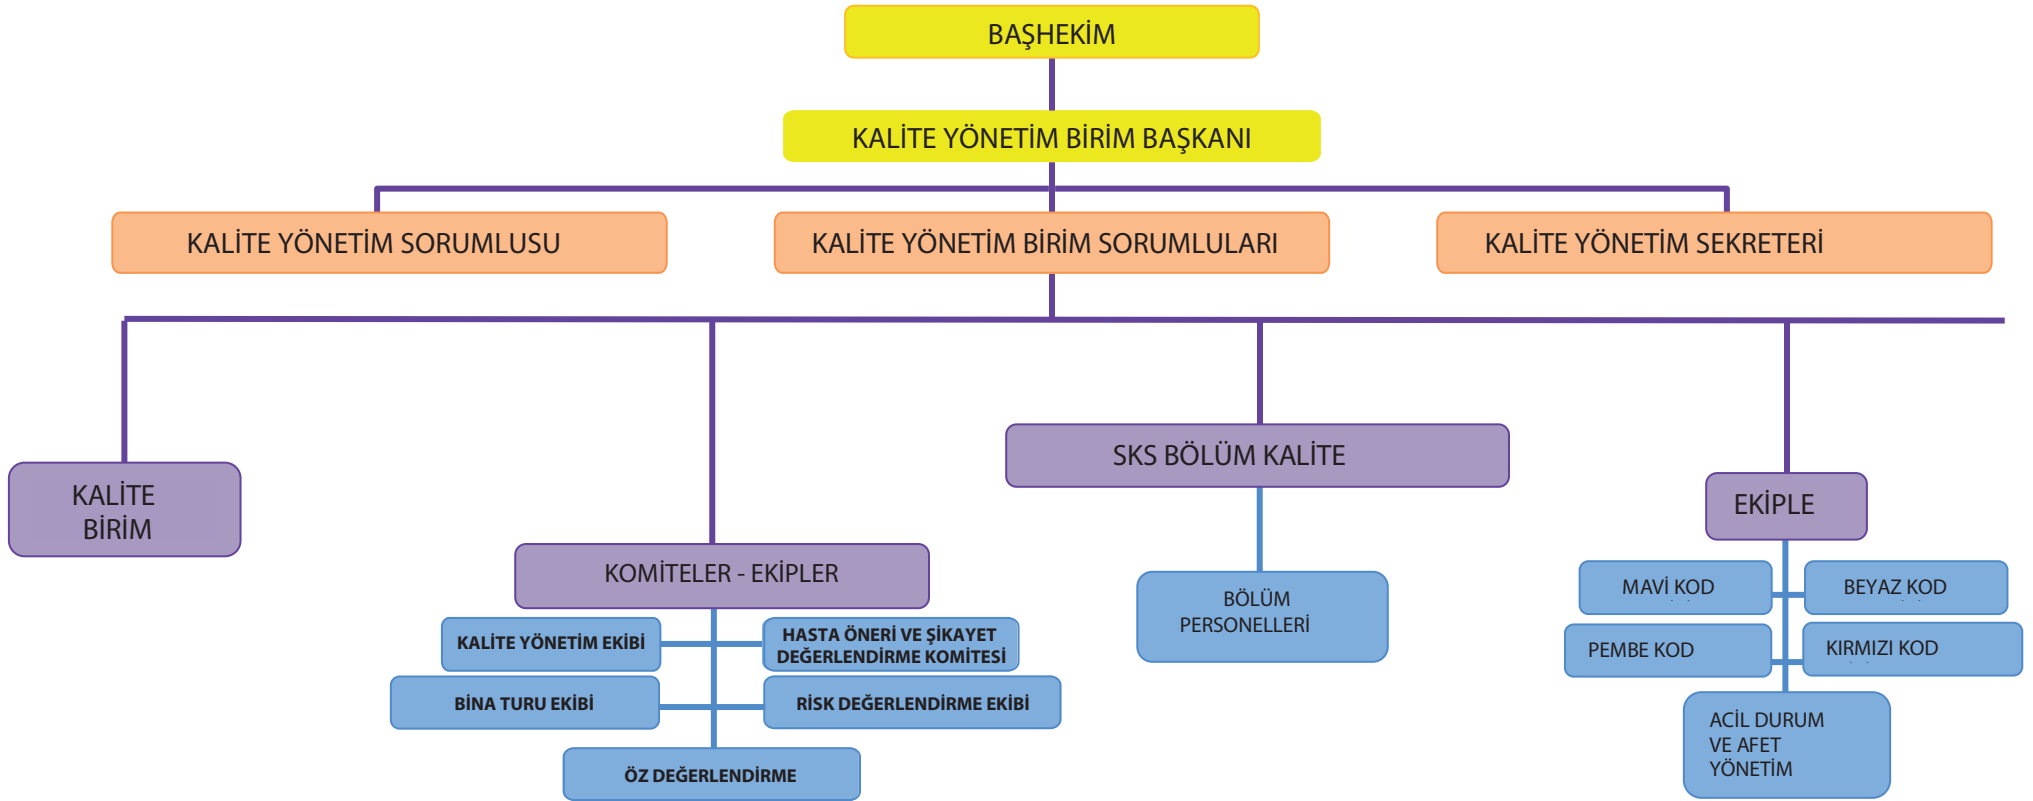 BAŞHEKİM
KALİTE YÖNETİM BİRİM BAŞKANI
KALİTE YÖNETİM SORUMLUSU
KALİTE YÖNETİM BİRİM SORUMLULARI
KALİTE YÖNETİM SEKRETERİ
KALİTE
BİRİM
KOMİTELER - EKİPLER
SKS BÖLÜM KALİTE
EKİPLE
KALİTE YÖNETİM EKİBİ
HASTA ÖNERİ VE ŞİKAYET
DEĞERLENDİRME KOMİTESİ
BİNA TURU EKİBİ
RİSK DEĞERLENDİRME EKİBİ
ÖZ DEĞERLENDİRME
BÖLÜM
PERSONELLERİ
MAVİ KOD
BEYAZ KOD
PEMBE KOD
KIRMIZI KOD
ACİL DURUM
VE AFET
YÖNETİM